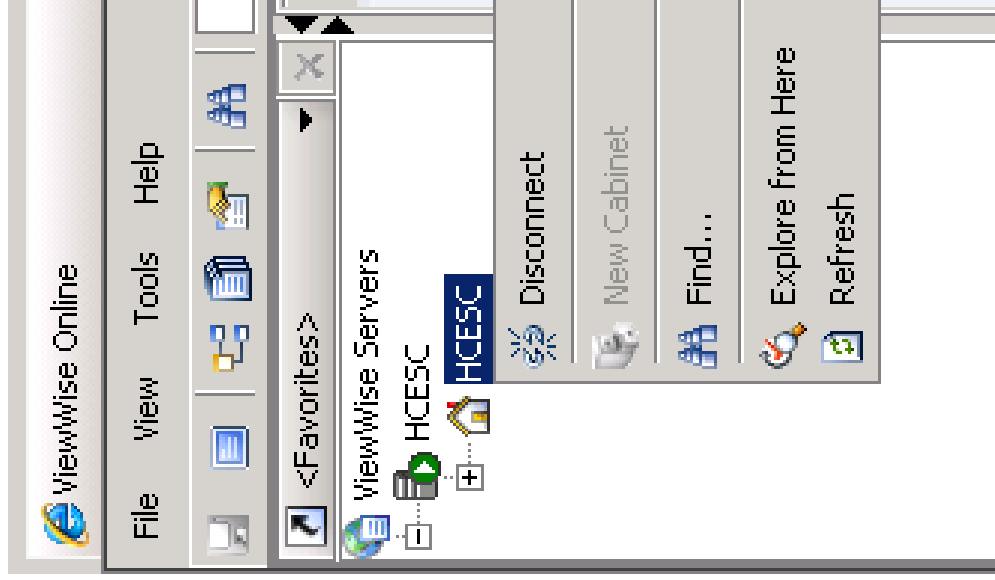 ViewWise Online
File View Tools Help
<Favorites>
ViewWise Servers
HCESC
HCESC
Disconnect
New Cabinet
Find...
Explore from Here
Refresh